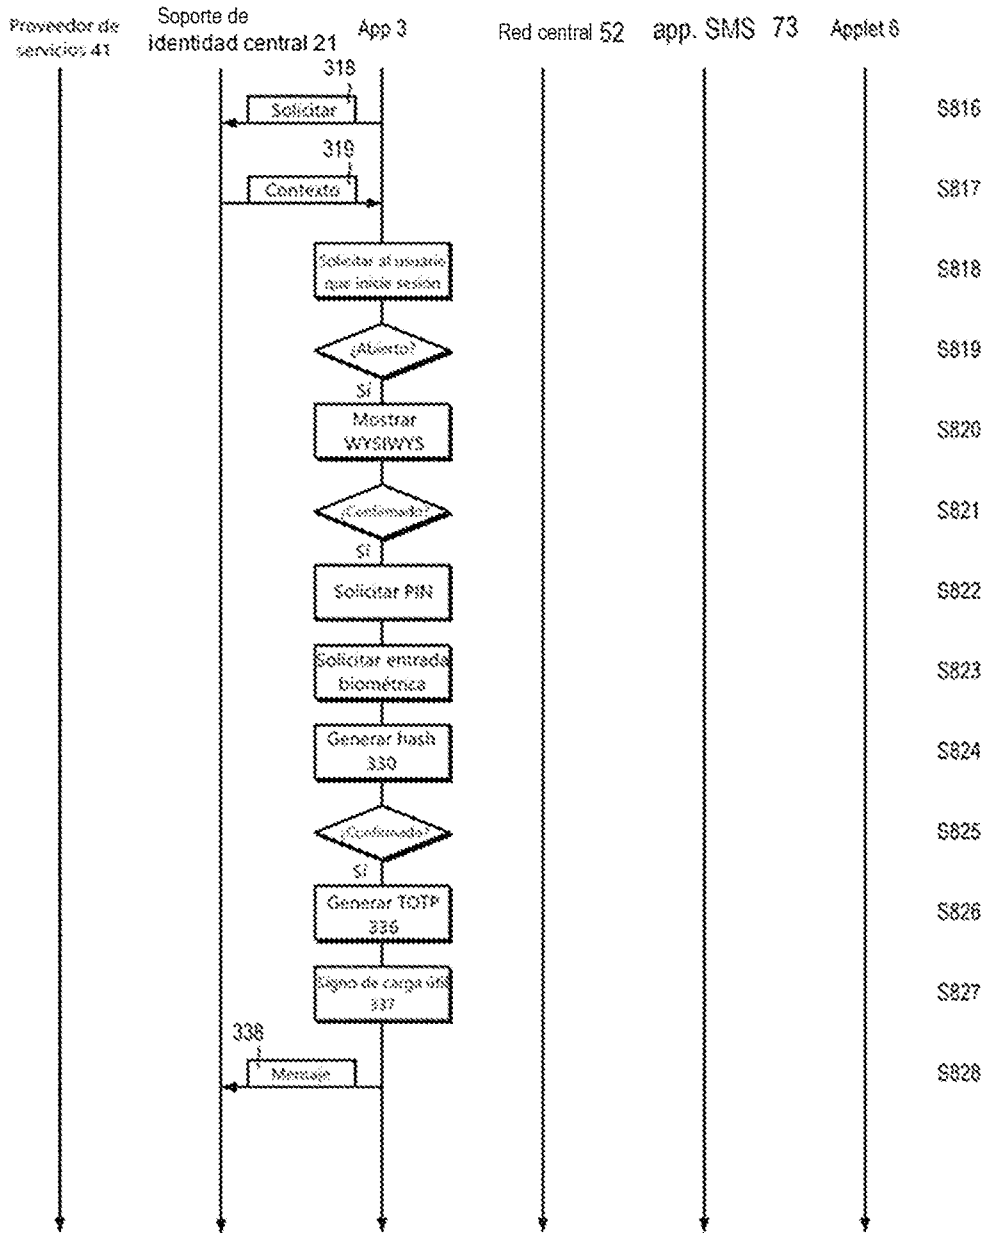 Proveedor de
servicios 41
Soporte de
identidad central 21
App 3
Red central 52
app. SMS 73
Applet 6
318
Solicitar
S816
319
Contexto
S817
Solicitar al usuario
que inicie sesión
S818
¿Abierto?
S819
Sí
Mostrar
WYSIWYS
S820
¿Confirmado?
S821
Sí
Solicitar PIN
S822
Solicitar entrada
biométrica
S823
Generar hash
330
S824
¿Confirmado?
S825
Sí
Generar TOTP
336
S826
Signo de carga útil
337
S827
338
Mensaje
S828